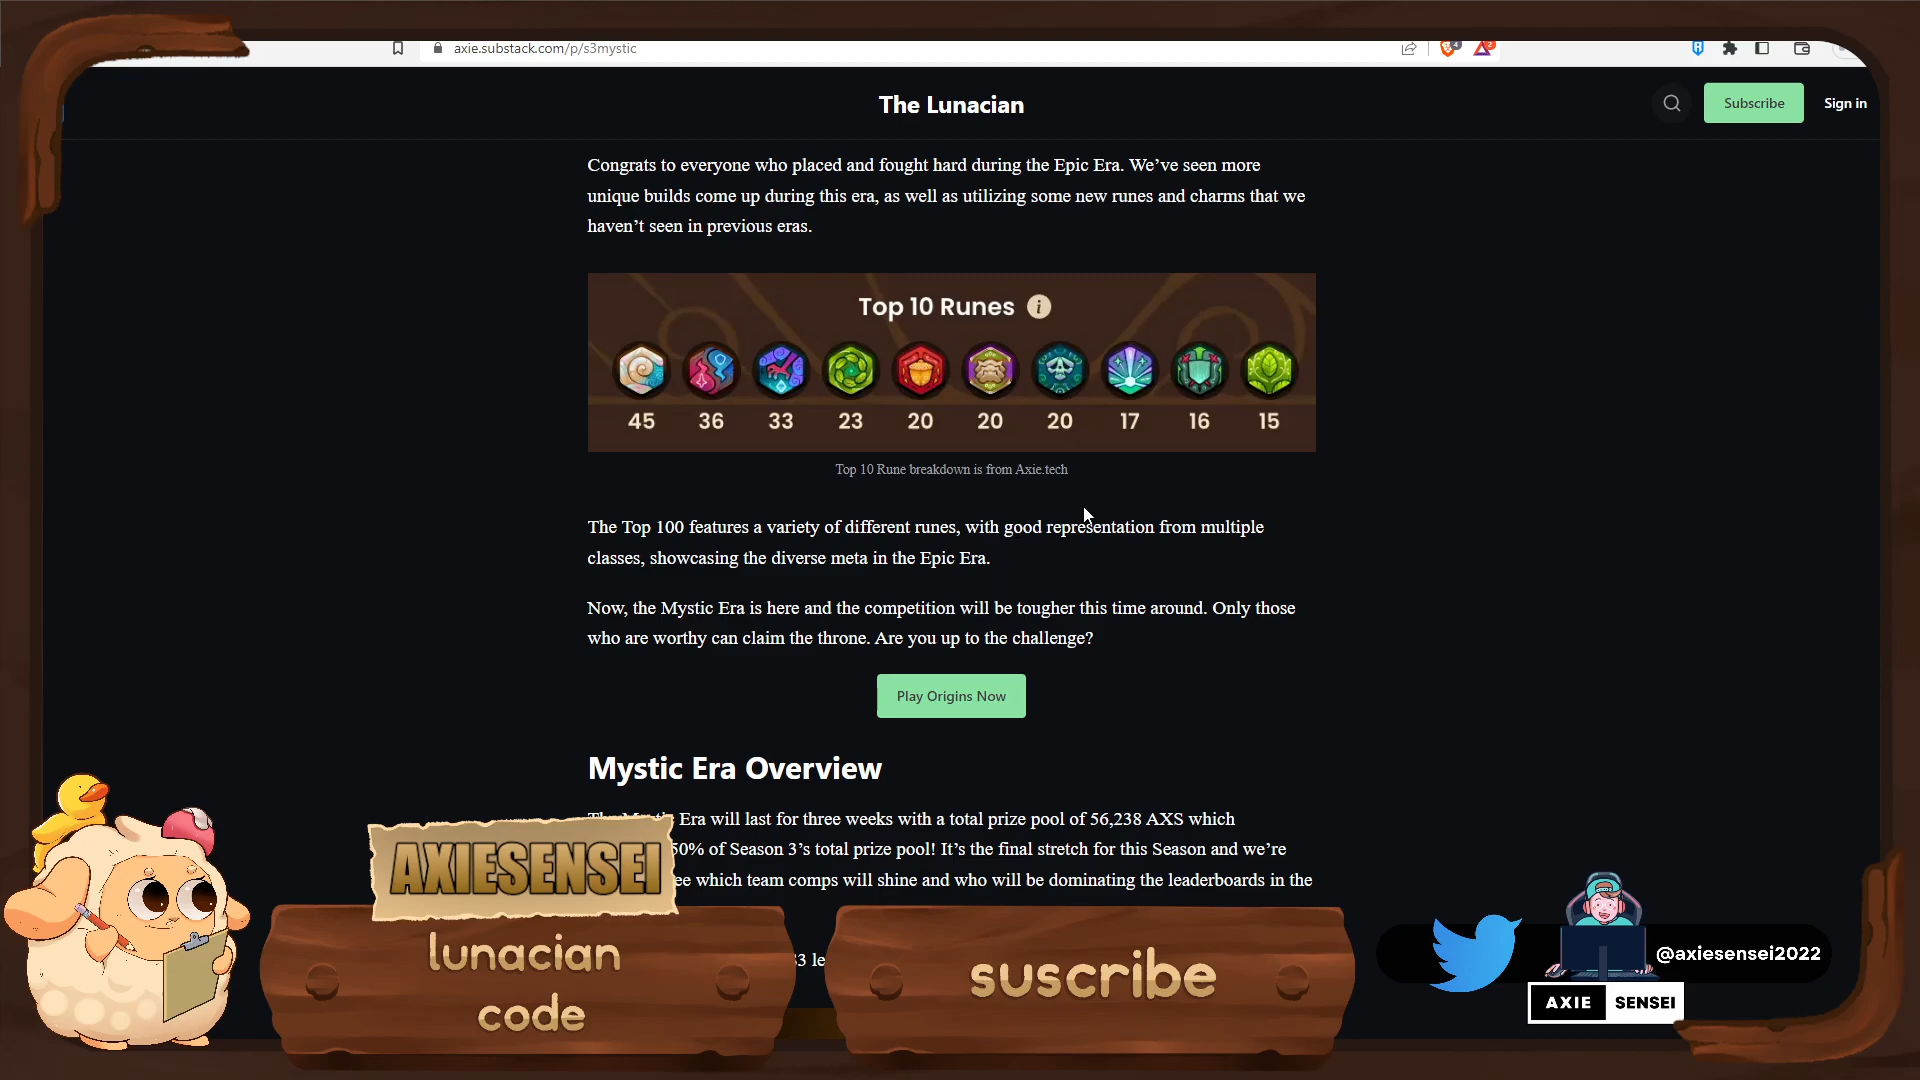 axie.substack.com/p/s3mystic
The Lunacian
Subscribe
Sign in
Congrats to everyone who placed and fought hard during the Epic Era. We’ve seen more
unique builds come up during this era, as well as utilizing some new runes and charms that we
haven’t seen in previous eras.
Top 10 Runes i
45 36 33 23 20 20 20 17 16 15
Top 10 Rune breakdown is from Axie.tech
The Top 100 features a variety of different runes, with good representation from multiple
classes, showcasing the diverse meta in the Epic Era.
Now, the Mystic Era is here and the competition will be tougher this time around. Only those
who are worthy can claim the throne. Are you up to the challenge?
Play Origins Now
Mystic Era Overview
Era will last for three weeks with a total prize pool of 56,238 AXS which
50% of Season 3’s total prize pool! It’s the final stretch for this Season and we’re
which team comps will shine and who will be dominating the leaderboards in the
AXIESENSEI
lunacian
code
suscribe
@axiesensei2022
AXIE SENSEI